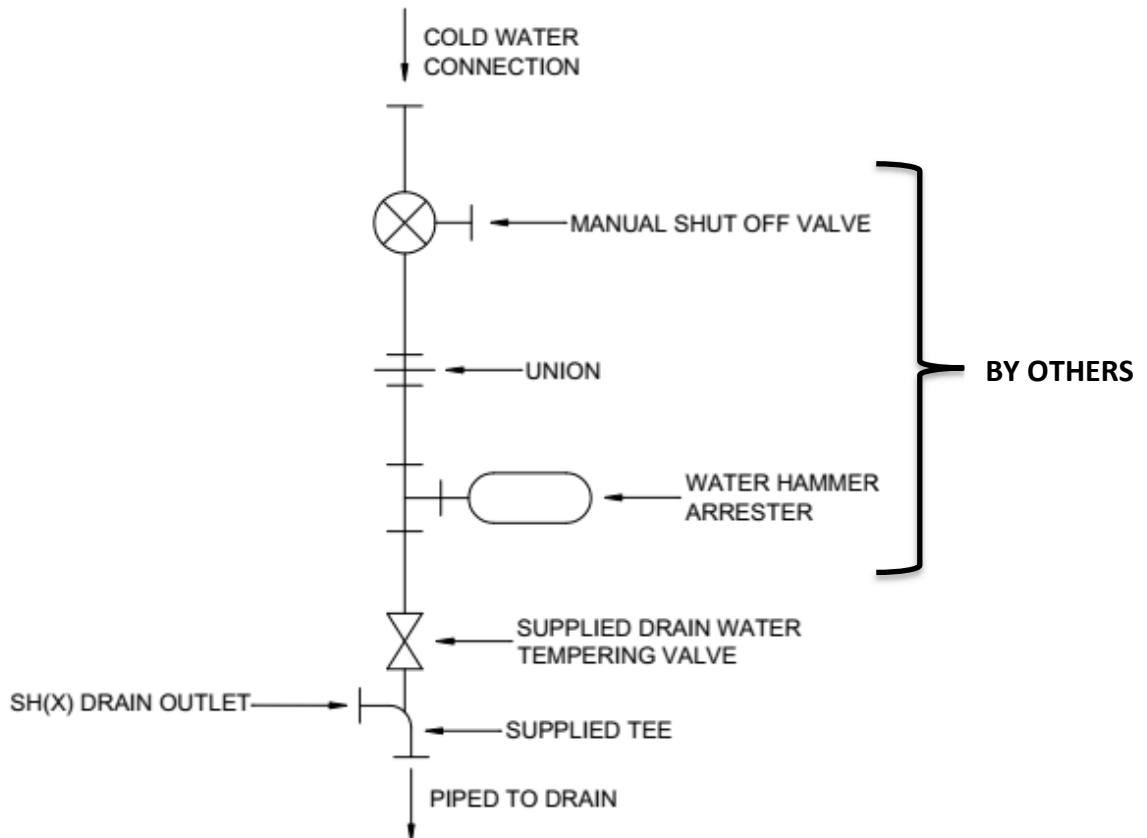 COLD WATER
CONNECTION
MANUAL SHUT OFF VALVE
UNION
BY OTHERS
WATER HAMMER
ARRESTER
SUPPLIED DRAIN WATER
TEMPERING VALVE
SH(X) DRAIN OUTLET
SUPPLIED TEE
PIPED TO DRAIN